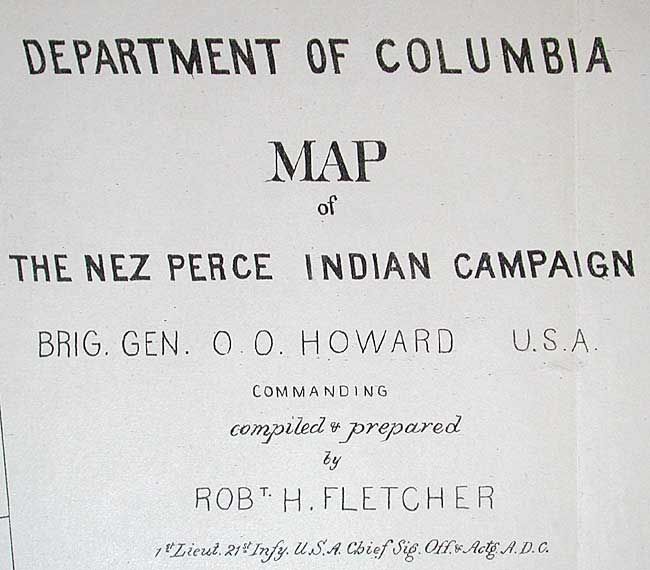 DEPARTMENT OF COLUMBIA
MAP
of
THE NEZ PERCE INDIAN CAMPAIGN
BRIG. GEN. O. O. HOWARD U.S.A.
COMMANDING
compiled & prepared
by
ROBT. H. FLETCHER
1st Lieut. 21st Infy. U.S.A. Chief Sig. Off. & Actg. A.D.C.